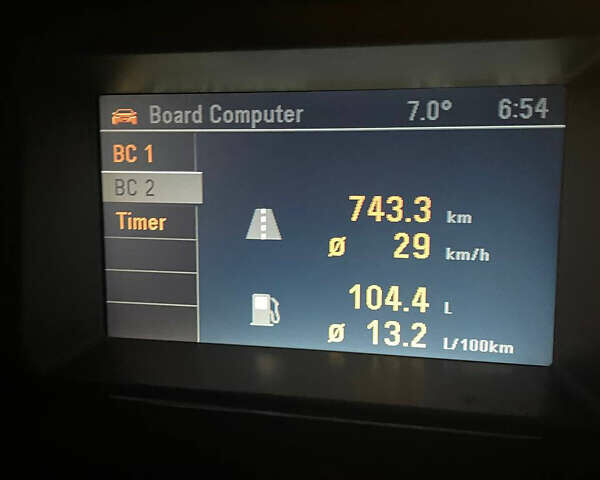 Board Computer 7.0° 6:54
BC 1
BC 2
Timer
743.3 km
ø 29 km/h
104.4 L
ø 13.2 L/100km